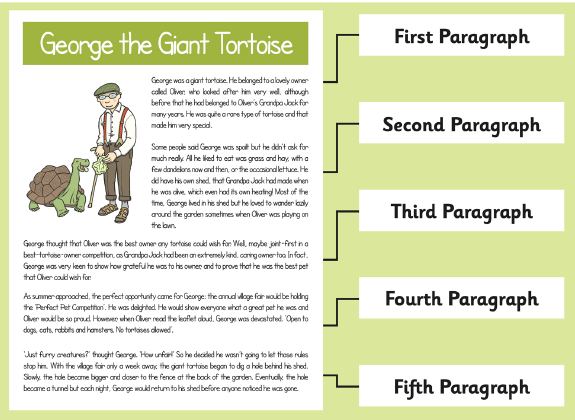 George the Giant Tortoise
George was a giant tortoise. He belonged to a lovely owner
called Oliver, who looked after him very well, although
before that he had belonged to Oliver's Grandpa Jack for
many years. He was quite a rare type of tortoise and that
made him very special.
Some people said George was spoilt but he didn't ask for
much really. All he liked to eat was grass and hay, with a
few dandelions now and then, or the occasional lettuce. He
did have his own shed, that Grandpa Jack had made when
he was alive, which even had its own heating! Most of the
time, George lived in his shed but he loved to wander lazily
around the garden sometimes when Oliver was playing on
the lawn.
George thought that Oliver was the best owner any tortoise could wish for. Well, maybe joint-first in a
best-tortoise-owner competition, as Grandpa Jack had been an extremely kind, caring owner too. In fact,
George was very keen to show how grateful he was to his owner and to prove that he was the best pet
that Oliver could wish for.
As summer approached, the perfect opportunity came for George: the annual village fair would be holding
the 'Perfect Pet Competition'. He was delighted. He would show everyone what a great pet he was and
Oliver would be so proud. However, when Oliver read the leaflet aloud, George was devastated. 'Open to
dogs, cats, rabbits and hamsters. No tortoises allowed'.
'Just furry creatures?' thought George. 'How unfair!' So he decided he wasn't going to let those rules
stop him. With the village fair only a week away, the giant tortoise began to dig a hole behind his shed.
Slowly, the hole became bigger and closer to the fence at the back of the garden. Eventually, the hole
became a tunnel but each night, George would return to his shed before anyone noticed he was gone.
First Paragraph
Second Paragraph
Third Paragraph
Fourth Paragraph
Fifth Paragraph